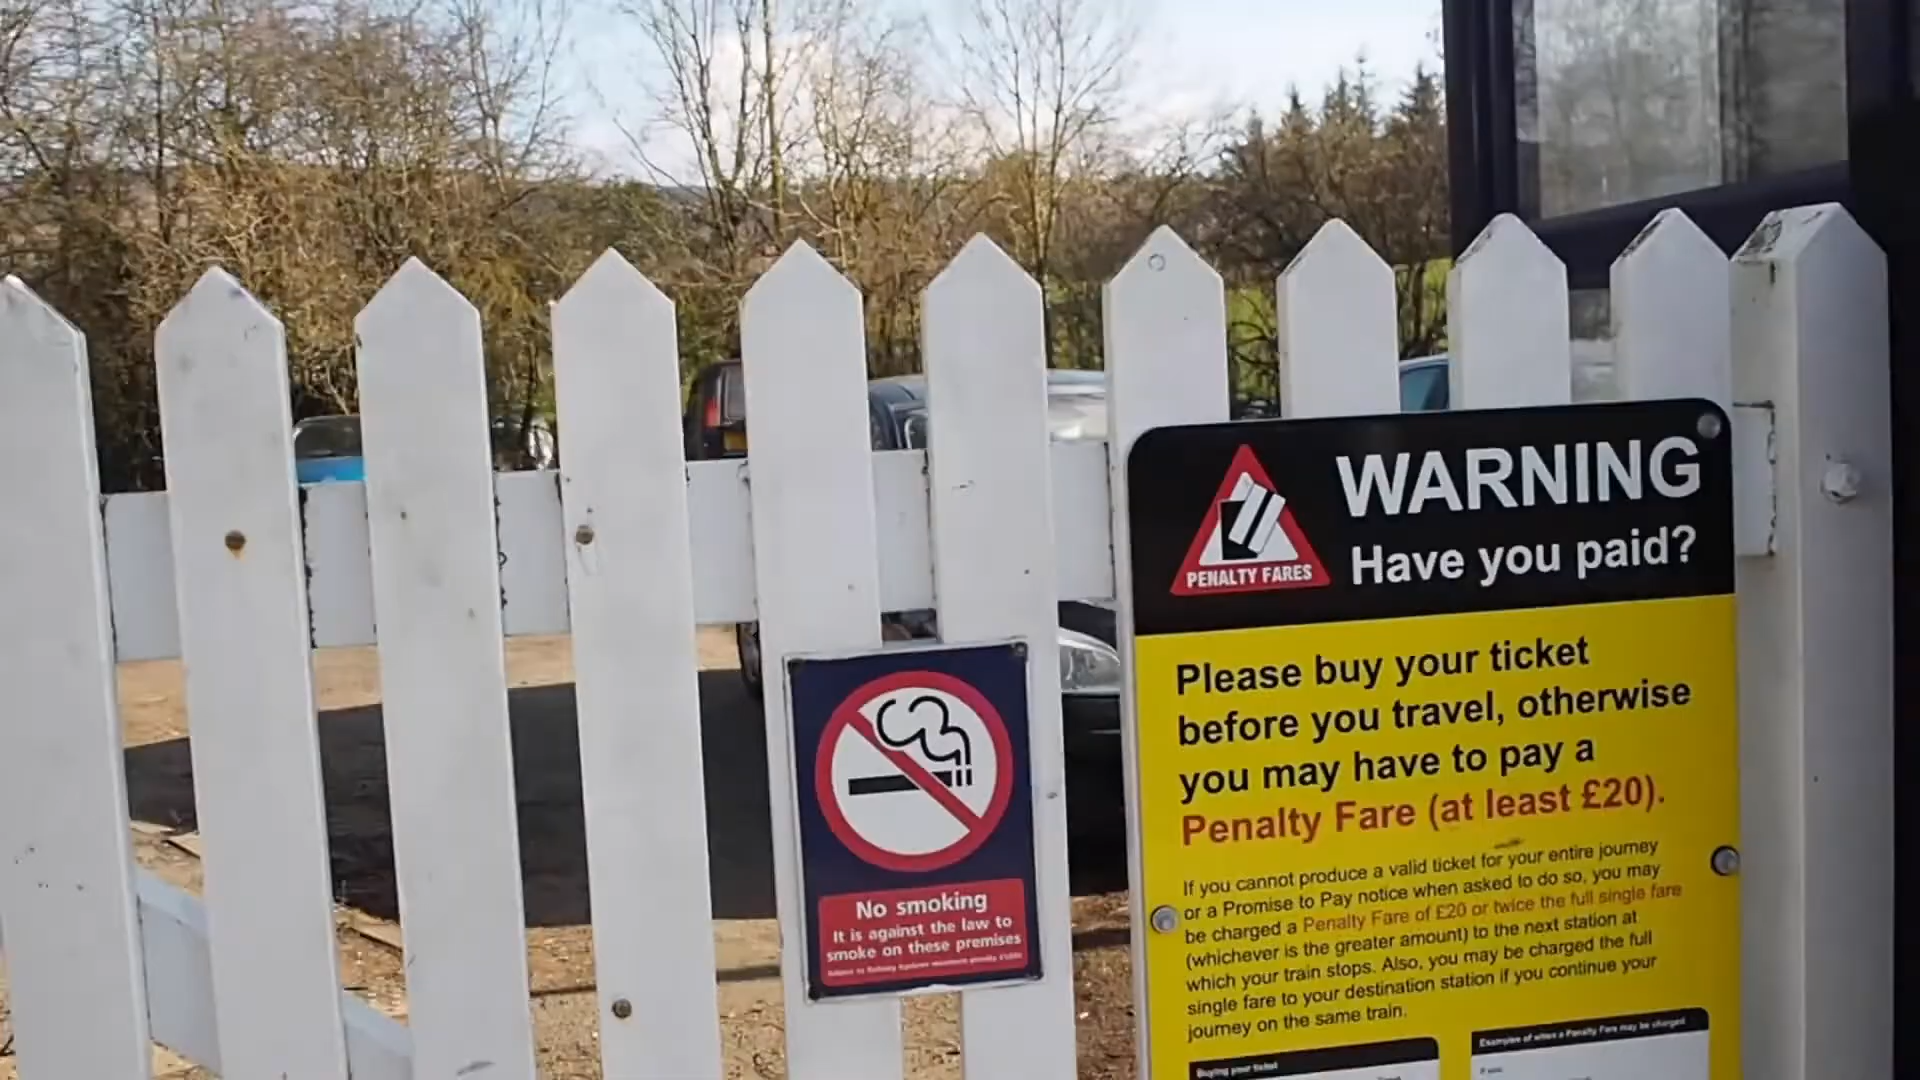 WARNING
Have you paid?
PENALTY FARES
Please buy your ticket
before you travel, otherwise
you may have to pay a
Penalty Fare (at least £20).
If you cannot produce a valid ticket for your entire journey
or a Promise to Pay notice when asked to do so, you may
be charged a Penalty Fare of £20 or twice the full single fare
(whichever is the greater amount) to the next station at
which your train stops. Also, you may be charged the full
single fare to your destination station if you continue your
journey on the same train.
Buying your ticket
Examples of when a Penalty Fare may be charged
No smoking
It is against the law to
smoke on these premises